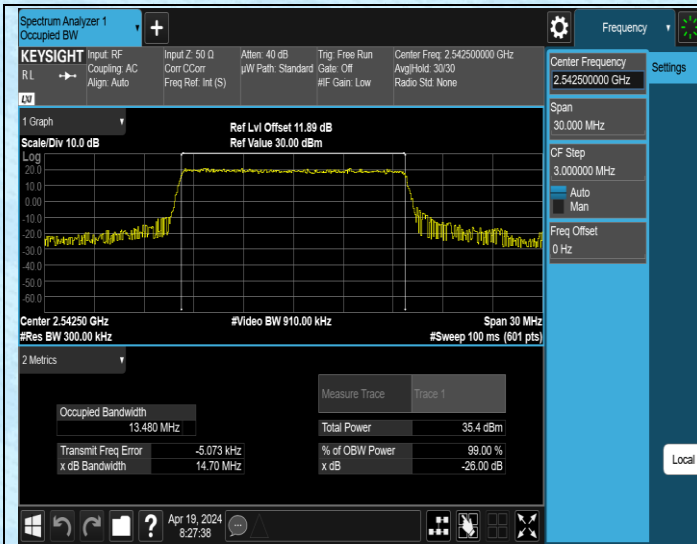 Spectrum Analyzer 1
Occupied BW
Frequency
KEYSIGHT
RL
LXI
Input: RF
Coupling: AC
Align: Auto
Input Z: 50 Ω
Corr CCorr
Freq Ref: Int (S)
Atten: 40 dB
µW Path: Standard
Trig: Free Run
Gate: Off
#IF Gain: Low
Center Freq: 2.542500000 GHz
Avg|Hold: 30/30
Radio Std: None
Center Frequency
2.542500000 GHz
Settings
Span
30.000 MHz
CF Step
3.000000 MHz
Auto
Man
Freq Offset
0 Hz
Local
1 Graph
Scale/Div 10.0 dB
Ref Lvl Offset 11.89 dB
Ref Value 30.00 dBm
Log
20.0
10.0
0.00
-10.0
-20.0
-30.0
-40.0
-50.0
-60.0
Center 2.54250 GHz
#Video BW 910.00 kHz
Span 30 MHz
#Res BW 300.00 kHz
#Sweep 100 ms (601 pts)
2 Metrics
Measure Trace
Trace 1
Occupied Bandwidth
13.480 MHz
Total Power
35.4 dBm
Transmit Freq Error
-5.073 kHz
% of OBW Power
99.00 %
x dB Bandwidth
14.70 MHz
x dB
-26.00 dB
Apr 19, 2024
8:27:38